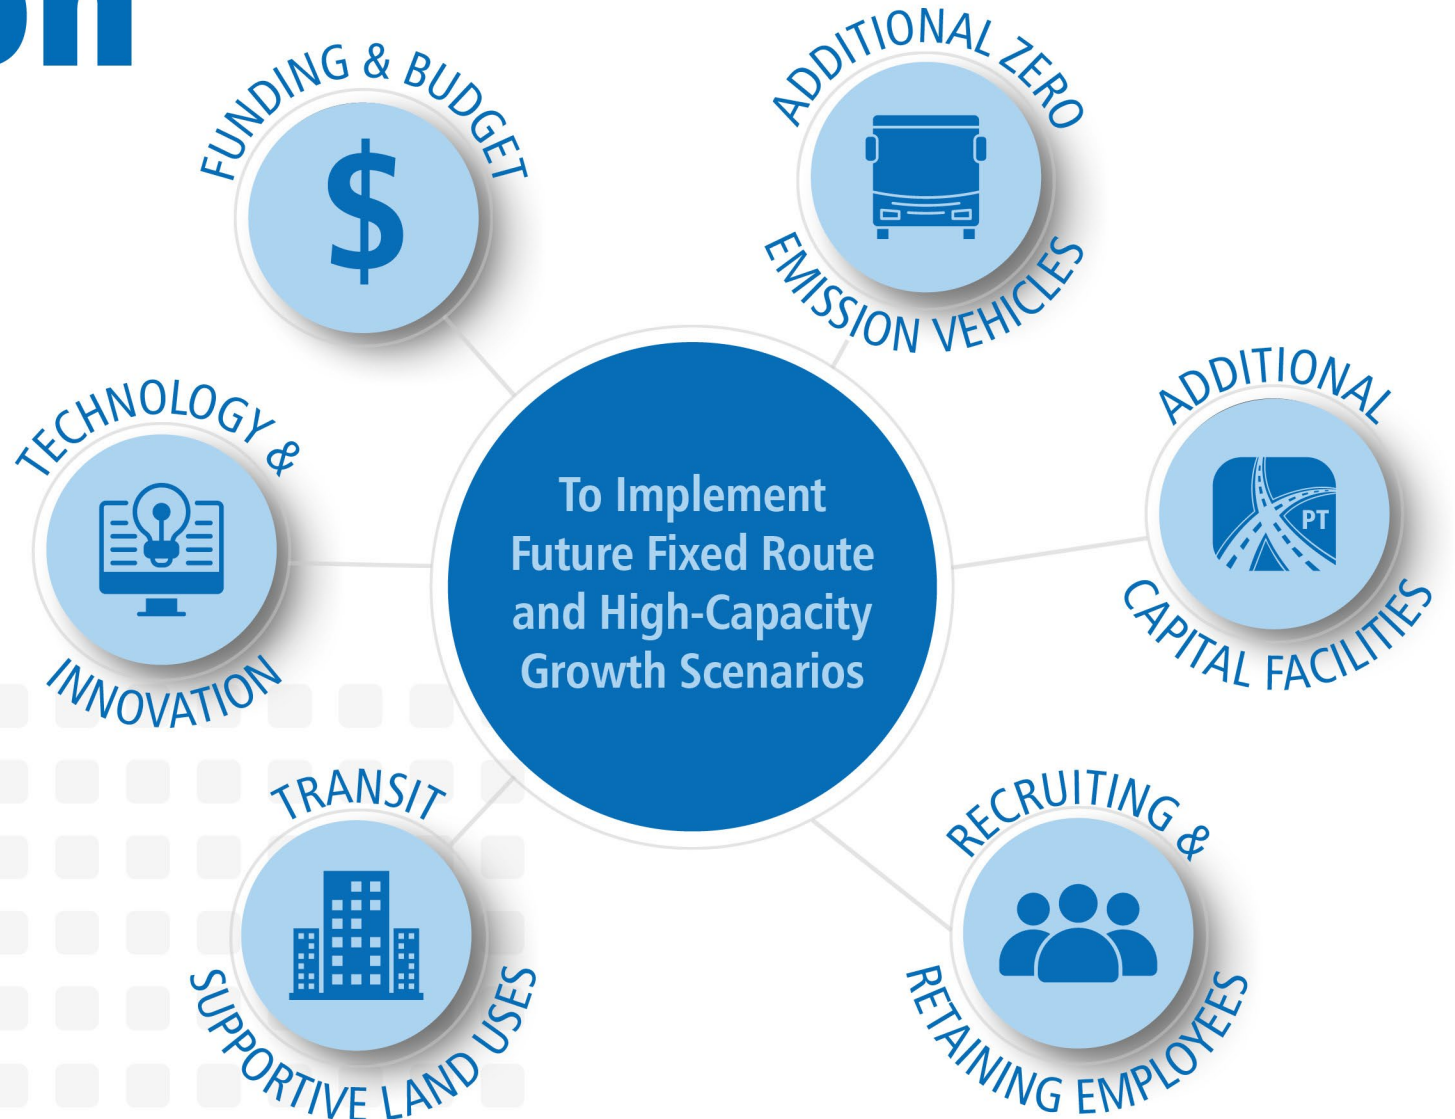 on
FUNDING & BUDGET
$
ADDITIONAL ZERO
EMISSION VEHICLES
TECHNOLOGY &
INNOVATION
To Implement
Future Fixed Route
and High-Capacity
Growth Scenarios
ADDITIONAL
PT
CAPITAL FACILITIES
TRANSIT
SUPPORTIVE LAND USES
RECRUITING &
RETAINING EMPLOYEES